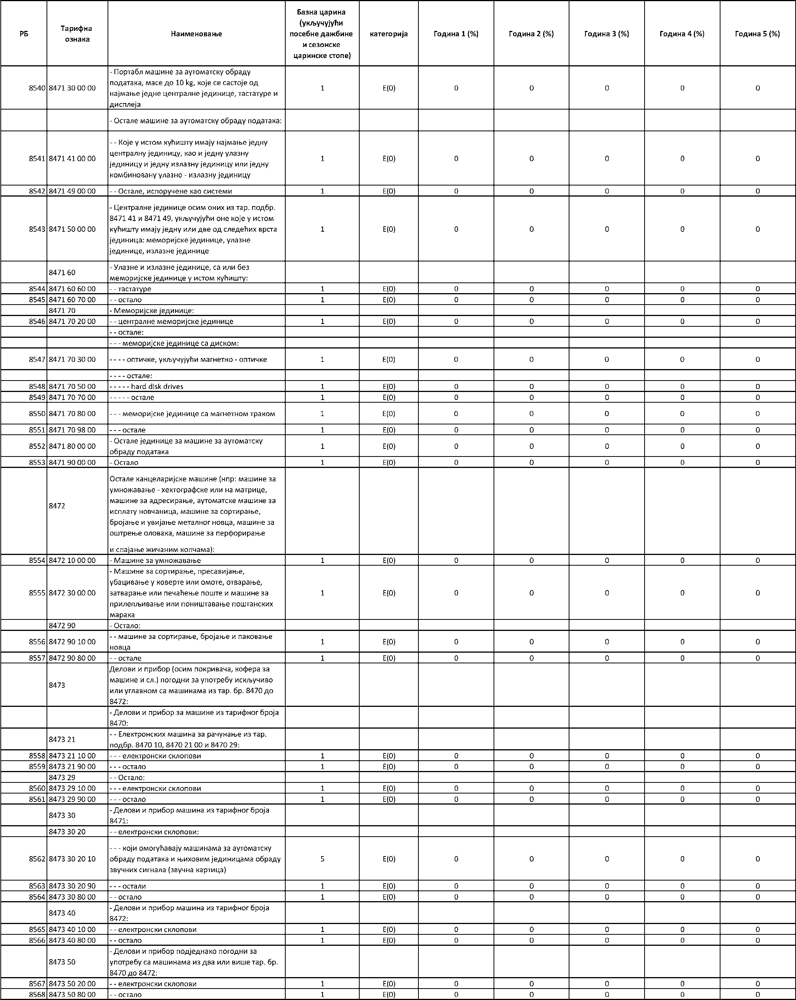 РБ
Тарифна ознака
Наименовање
Базна царина (укључујући посебне дажбине и сезонске царинске стопе)
категорија
Година 1 (%)
Година 2 (%)
Година 3 (%)
Година 4 (%)
Година 5 (%)
8540 8471 30 00 00 - Портабл машине за аутоматску обраду
података, масе до 10 kg, које се састоје од
најмање једне централне јединице, тастатуре и
дисплеја 1 Е(0) 0 0 0 0 0
- Остале машине за аутоматску обраду података:
8541 8471 41 00 00 - - Које у истом кућишту имају најмање једну
централну јединицу, као и једну улазну
јединицу и једну излазну јединицу или једну
комбиновану улазно - излазну јединицу 1 Е(0) 0 0 0 0 0
8542 8471 49 00 00 - - Остале, испоручене као системи 1 Е(0) 0 0 0 0 0
8543 8471 50 00 00 - Централне јединице осим оних из тар. подбр.
8471 41 и 8471 49, укључујући оне које у истом
кућишту имају једну или две од следећих врста
јединица: меморијске јединице, улазне
јединице, излазне јединице 1 Е(0) 0 0 0 0 0
8471 60 - Улазне и излазне јединице, са или без
меморијске јединице у истом кућишту:
8544 8471 60 60 00 - - тастатуре 1 Е(0) 0 0 0 0 0
8545 8471 60 70 00 - - остало 1 Е(0) 0 0 0 0 0
8471 70 - Меморијске јединице:
8546 8471 70 20 00 - - централне меморијске јединице 1 Е(0) 0 0 0 0 0
- - остале:
- - - меморијске јединице са диском:
8547 8471 70 30 00 - - - - оптичке, укључујући магнетно - оптичке 1 Е(0) 0 0 0 0 0
- - - - остале:
8548 8471 70 50 00 - - - - - hard disk drives 1 Е(0) 0 0 0 0 0
8549 8471 70 70 00 - - - - - остале 1 Е(0) 0 0 0 0 0
8550 8471 70 80 00 - - - меморијске јединице са магнетном траком 1 Е(0) 0 0 0 0 0
8551 8471 70 98 00 - - - остале 1 Е(0) 0 0 0 0 0
8552 8471 80 00 00 - Остале јединице за машине за аутоматску
обраду података 1 Е(0) 0 0 0 0 0
8553 8471 90 00 00 - Остало 1 Е(0) 0 0 0 0 0
8472 Остале канцеларијске машине (нпр: машине за
умножавање - хектографске или на матрице,
машине за адресирање, аутоматске машине за
исплату новчаница, машине за сортирање,
бројање и увијање металног новца, машине за
оштрење оловака, машине за перфорирање
и спајање жичаним копчама):
8554 8472 10 00 00 - Машине за умножавање 1 Е(0) 0 0 0 0 0
8555 8472 30 00 00 - Машине за сортирање, пресавијање,
убацивање у коверте или омоте, отварање,
затварање или печаћење поште и машине за
прилепљивање или поништавање поштанских
марака 1 Е(0) 0 0 0 0 0
8472 90 - Остало:
8556 8472 90 10 00 - - машине за сортирање, бројање и паковање
новца 1 Е(0) 0 0 0 0 0
8557 8472 90 80 00 - - остале 1 Е(0) 0 0 0 0 0
8473 Делови и прибор (осим покривача, кофера за
машине и сл.) погодни за употребу искључиво
или углавном са машинама из тар. бр. 8470 до
8472:
- Делови и прибор за машине из тарифног броја
8470:
8473 21 - - Електронских машина за рачунање из тар.
подбр. 8470 10, 8470 21 00 и 8470 29:
8558 8473 21 10 00 - - - електронски склопови 1 Е(0) 0 0 0 0 0
8559 8473 21 90 00 - - - остало 1 Е(0) 0 0 0 0 0
8473 29 - - Остало:
8560 8473 29 10 00 - - - електронски склопови 1 Е(0) 0 0 0 0 0
8561 8473 29 90 00 - - - остало 1 Е(0) 0 0 0 0 0
8473 30 - Делови и прибор машина из тарифног броја
8471:
8473 30 20 - - електронски склопови:
8562 8473 30 20 10 - - - који омогућавају машинама за аутоматску
обраду података и њиховим јединицама обраду
звучних сигнала (звучна картица) 5 Е(0) 0 0 0 0 0
8563 8473 30 20 90 - - - остали 1 Е(0) 0 0 0 0 0
8564 8473 30 80 00 - - остало 1 Е(0) 0 0 0 0 0
8473 40 - Делови и прибор машина из тарифног броја
8472:
8565 8473 40 10 00 - - електронски склопови 1 Е(0) 0 0 0 0 0
8566 8473 40 80 00 - - остало 1 Е(0) 0 0 0 0 0
8473 50 - Делови и прибор подједнако погодни за
употребу са машинама из два или више тар. бр.
8470 до 8472:
8567 8473 50 20 00 - - електронски склопови 1 Е(0) 0 0 0 0 0
8568 8473 50 80 00 - - остало 1 Е(0) 0 0 0 0 0